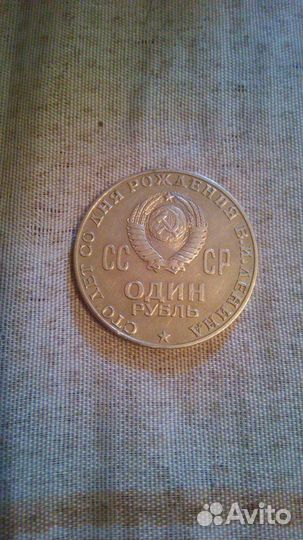 СТО ЛЕТ СО ДНЯ РОЖДЕНИЯ В.И.ЛЕНИНА
СС СР
ОДИН
РУБЛЬ
Avito